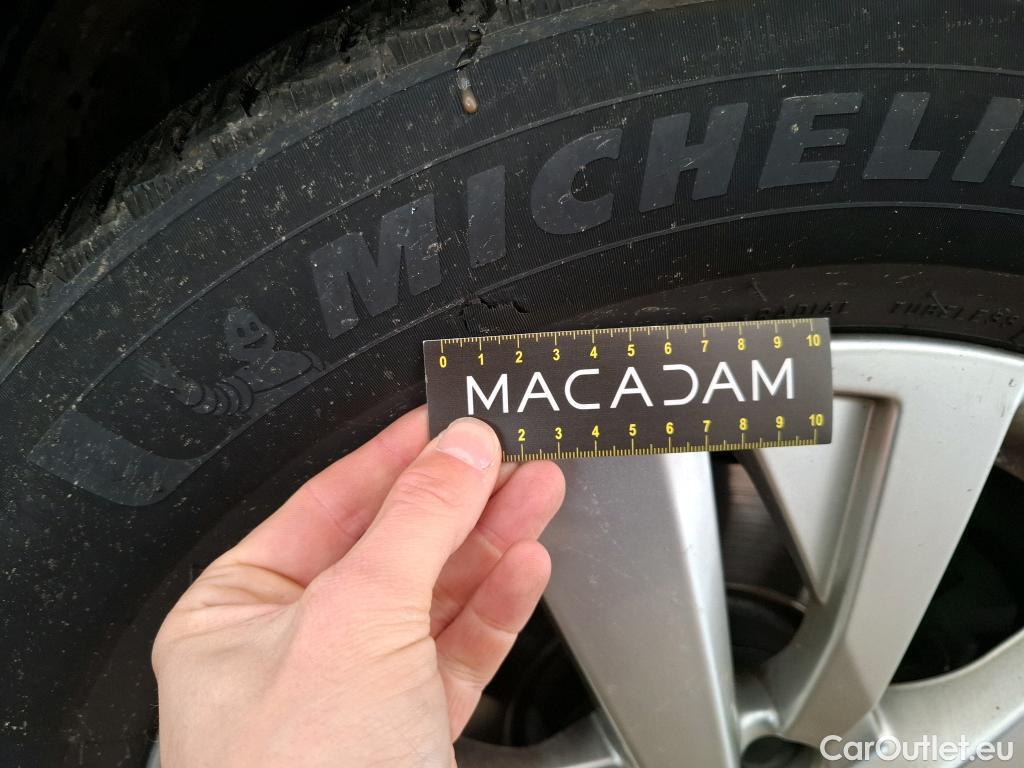 MICHELI
RADIAL TUBELESS
0 1 2 3 4 5 6 7 8 9 10
MACADAM
2 3 4 5 6 7 8 9 10
CarOutlet.eu